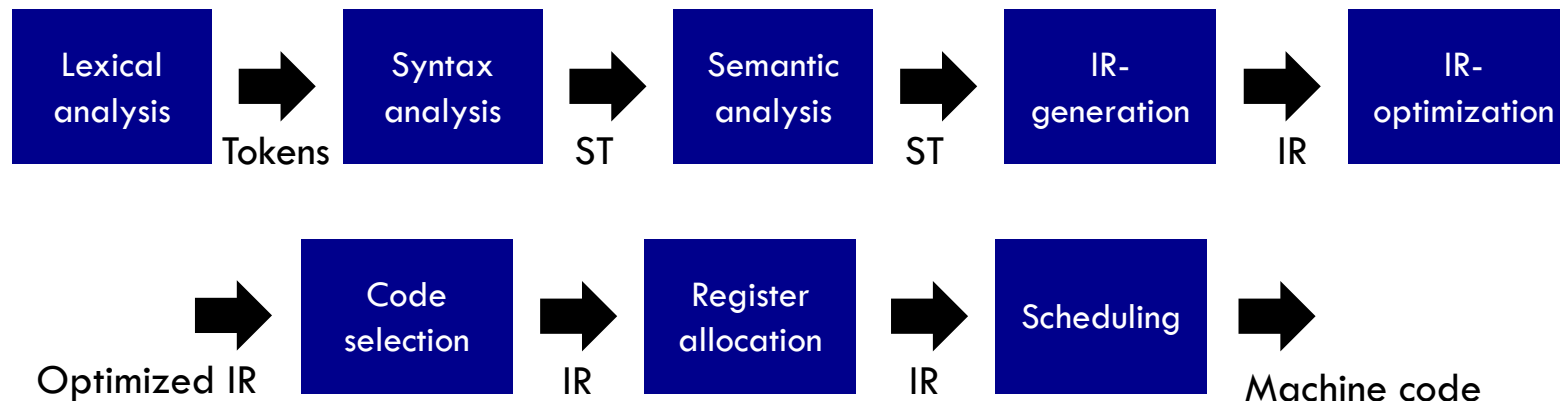 Lexical
analysis
Tokens
Syntax
analysis
ST
Semantic
analysis
ST
IR-
generation
IR
IR-
optimization
Optimized IR
Code
selection
IR
Register
allocation
IR
Scheduling
Machine code